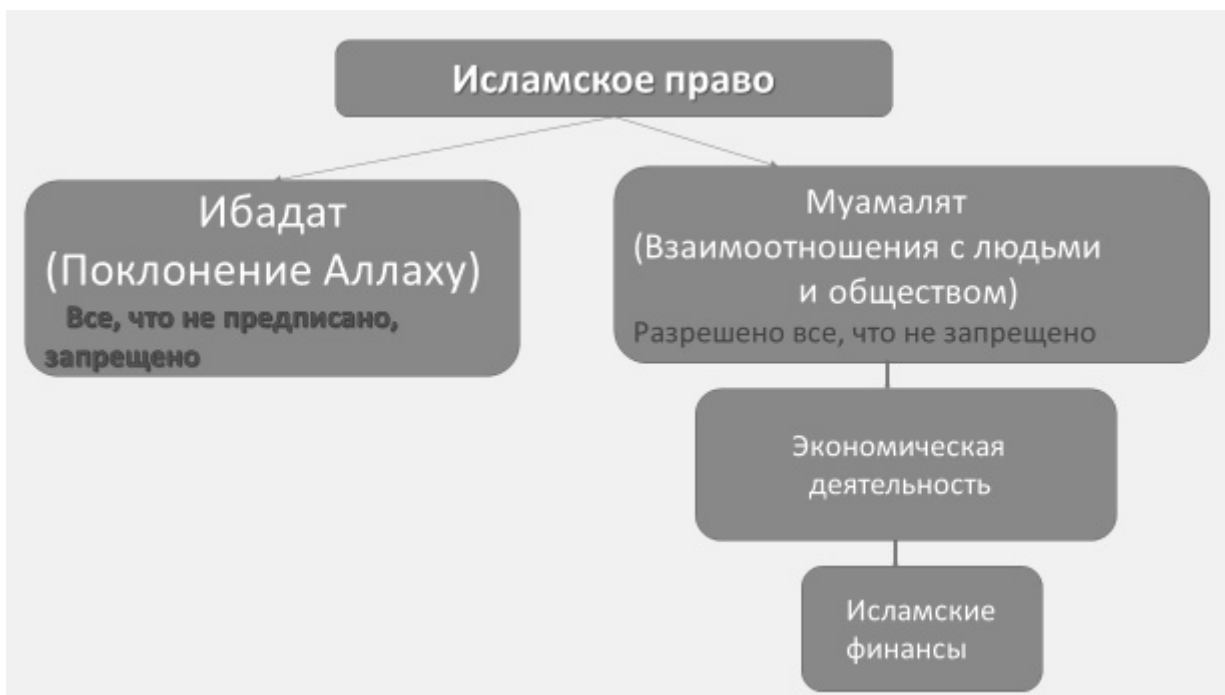 Исламское право
Ибадат
(Поклонение Аллаху)
Все, что не предписано,
запрещено
Муамалят
(Взаимоотношения с людьми
и обществом)
Разрешено все, что не запрещено
Экономическая
деятельность
Исламские
финансы